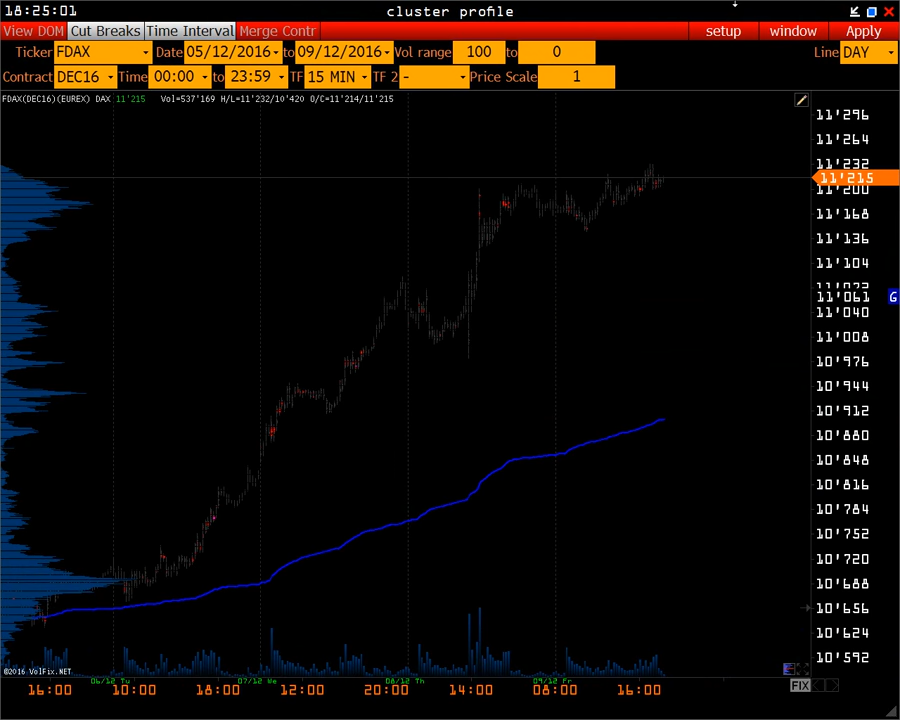 18:25:01 cluster profile
View DOM Cut Breaks Time Interval Merge Contr setup window Apply
Ticker FDAX Date 05/12/2016 to 09/12/2016 Vol range 100 to 0 Line DAY
Contract DEC16 Time 00:00 to 23:59 TF 15 MIN TF 2 - Price Scale 1
FDAX(DEC16)(EUREX) DAX 11'215 Vol=537'169 H/L=11'232/10'420 O/C=11'214/11'215
11'296
11'264
11'232
11'215
11'200
11'168
11'136
11'104
11'061 G
11'040
11'008
10'976
10'944
10'912
10'880
10'848
10'816
10'784
10'752
10'720
10'688
10'656
10'624
10'592
©2016 VolFix.NET
06/12 Tu 07/12 We 08/12 Th 09/12 Fr
16:00 10:00 18:00 12:00 20:00 14:00 08:00 16:00 FIX